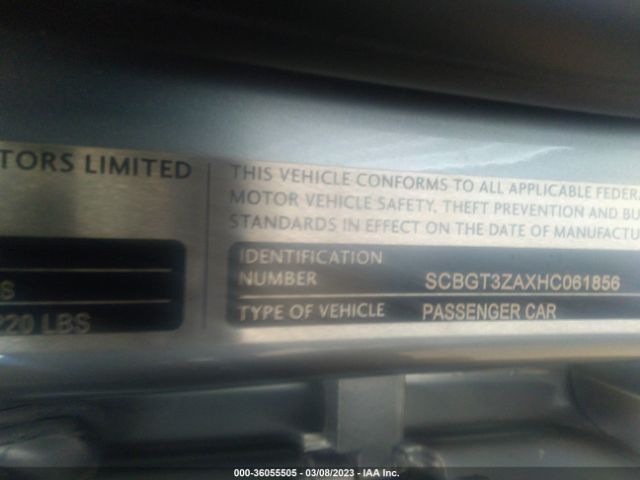 TORS LIMITED
THIS VEHICLE CONFORMS TO ALL APPLICABLE FEDERA
MOTOR VEHICLE SAFETY, THEFT PREVENTION AND BU
STANDARDS IN EFFECT ON THE DATE OF MANUFACTU
IDENTIFICATION
NUMBER SCBGT3ZAXHC061856
S
220 LBS
TYPE OF VEHICLE PASSENGER CAR
000-36055505 - 03/08/2023 - IAA Inc.